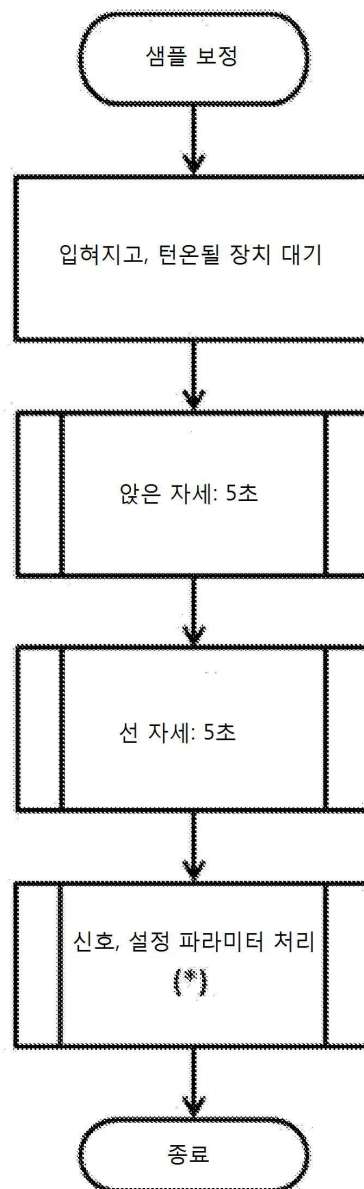 샘플 보정
입혀지고, 턴온될 장치 대기
앉은 자세: 5초
선 자세: 5초
신호, 설정 파라미터 처리
(*)
종료